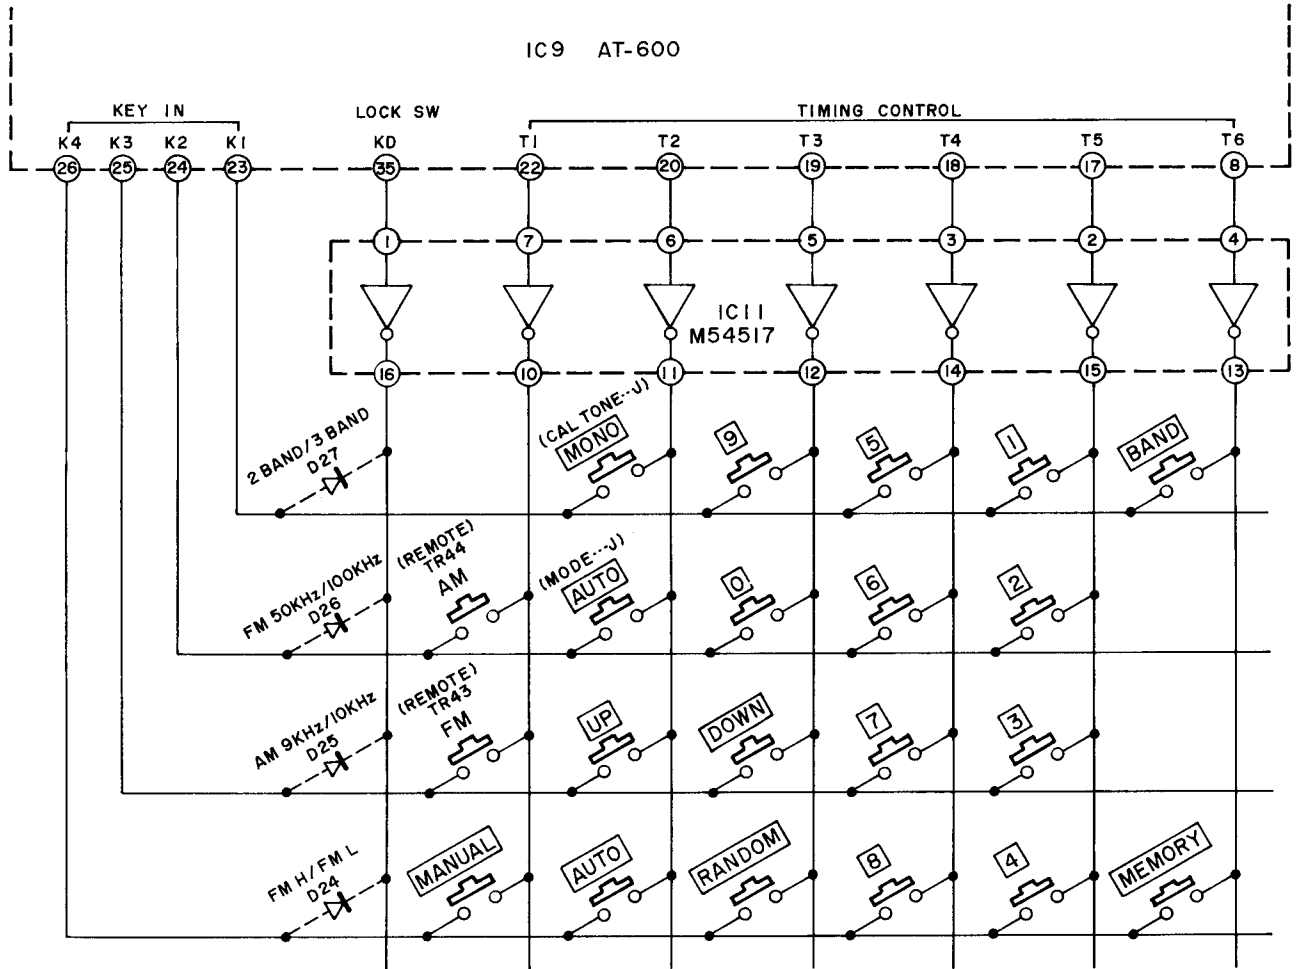 IC9 AT-600
KEY IN LOCK SW TIMING CONTROL
K4 K3 K2 K1 KD T1 T2 T3 T4 T5 T6
26 25 24 23 35 22 20 19 18 17 8
1 7 6 5 3 2 4
IC11
M54517
16 10 11 12 14 15 13
2 BAND/3 BAND
D27
(CAL TONE---J)
MONO
9
5
1
BAND
FM 50KHz/100KHz
D26
(REMOTE)
TR44
AM
(MODE---J)
AUTO
0
6
2
AM 9KHz/10KHz
D25
(REMOTE)
TR43
FM
UP
DOWN
7
3
FM H/FM L
D24
MANUAL
AUTO
RANDOM
8
4
MEMORY